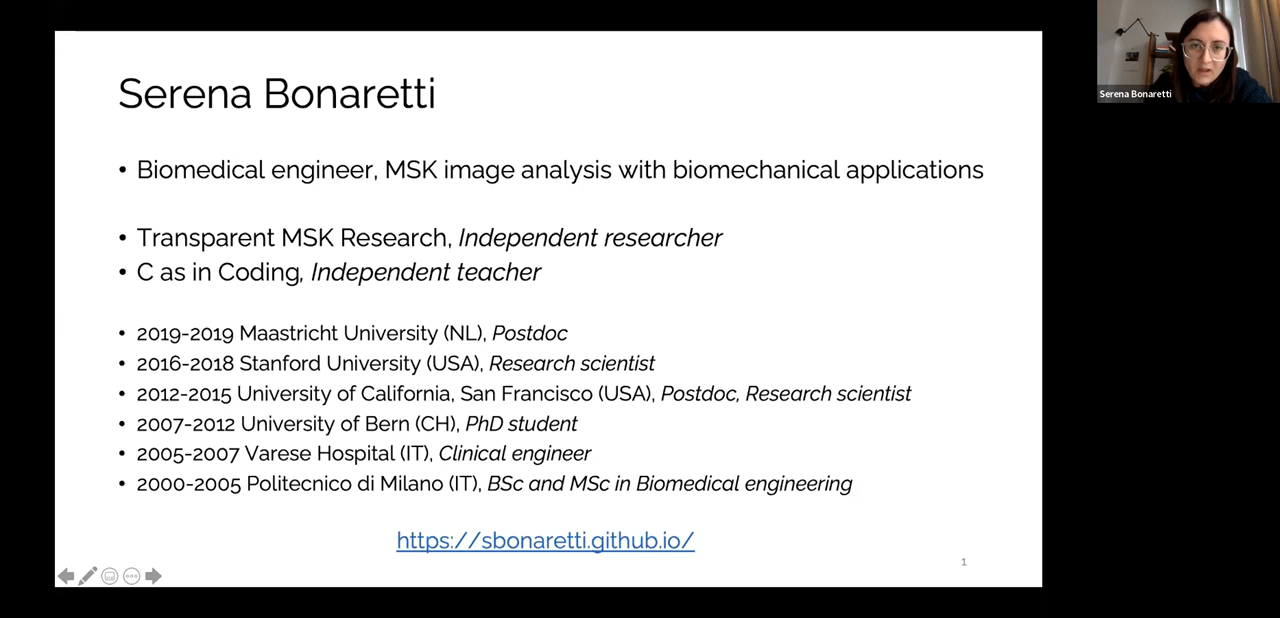 Serena Bonaretti
• Biomedical engineer, MSK image analysis with biomechanical applications
• Transparent MSK Research, Independent researcher
• C as in Coding, Independent teacher
• 2019-2019 Maastricht University (NL), Postdoc
• 2016-2018 Stanford University (USA), Research scientist
• 2012-2015 University of California, San Francisco (USA), Postdoc, Research scientist
• 2007-2012 University of Bern (CH), PhD student
• 2005-2007 Varese Hospital (IT), Clinical engineer
• 2000-2005 Politecnico di Milano (IT), BSc and MSc in Biomedical engineering
https://sbonaretti.github.io/
1
Serena Bonaretti